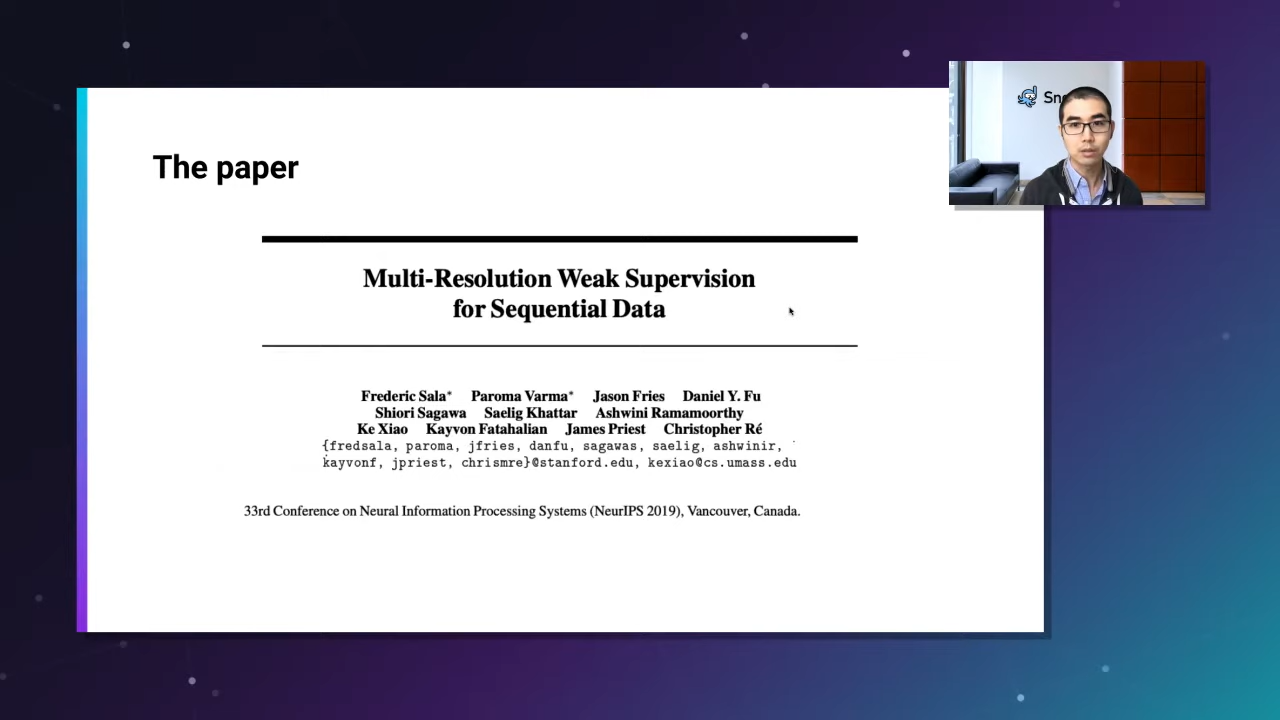 The paper
Multi-Resolution Weak Supervision
for Sequential Data
Frederic Sala* Paroma Varma* Jason Fries Daniel Y. Fu
Shiori Sagawa Saelig Khattar Ashwini Ramamoorthy
Ke Xiao Kayvon Fatahalian James Priest Christopher Ré
{fredsala, paroma, jfries, danfu, sagawas, saelig, ashwinir,
kayvonf, jpriest, chrismre}@stanford.edu, kexiao@cs.umass.edu
33rd Conference on Neural Information Processing Systems (NeurIPS 2019), Vancouver, Canada.